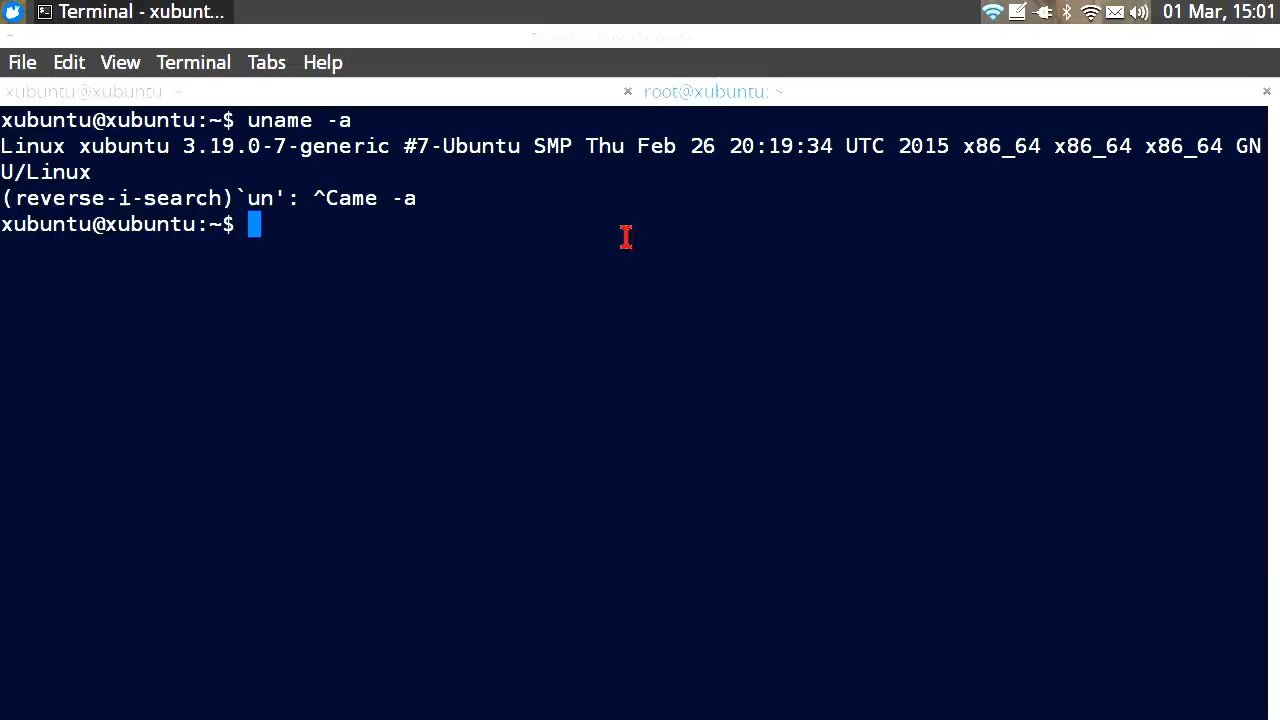 Terminal - xubunt...
01 Mar, 15:01
File Edit View Terminal Tabs Help
xubuntu@xubuntu: ~
root@xubuntu: ~
xubuntu@xubuntu:~$ uname -a
Linux xubuntu 3.19.0-7-generic #7-Ubuntu SMP Thu Feb 26 20:19:34 UTC 2015 x86_64 x86_64 x86_64 GN
U/Linux
(reverse-i-search)`un': ^Came -a
xubuntu@xubuntu:~$